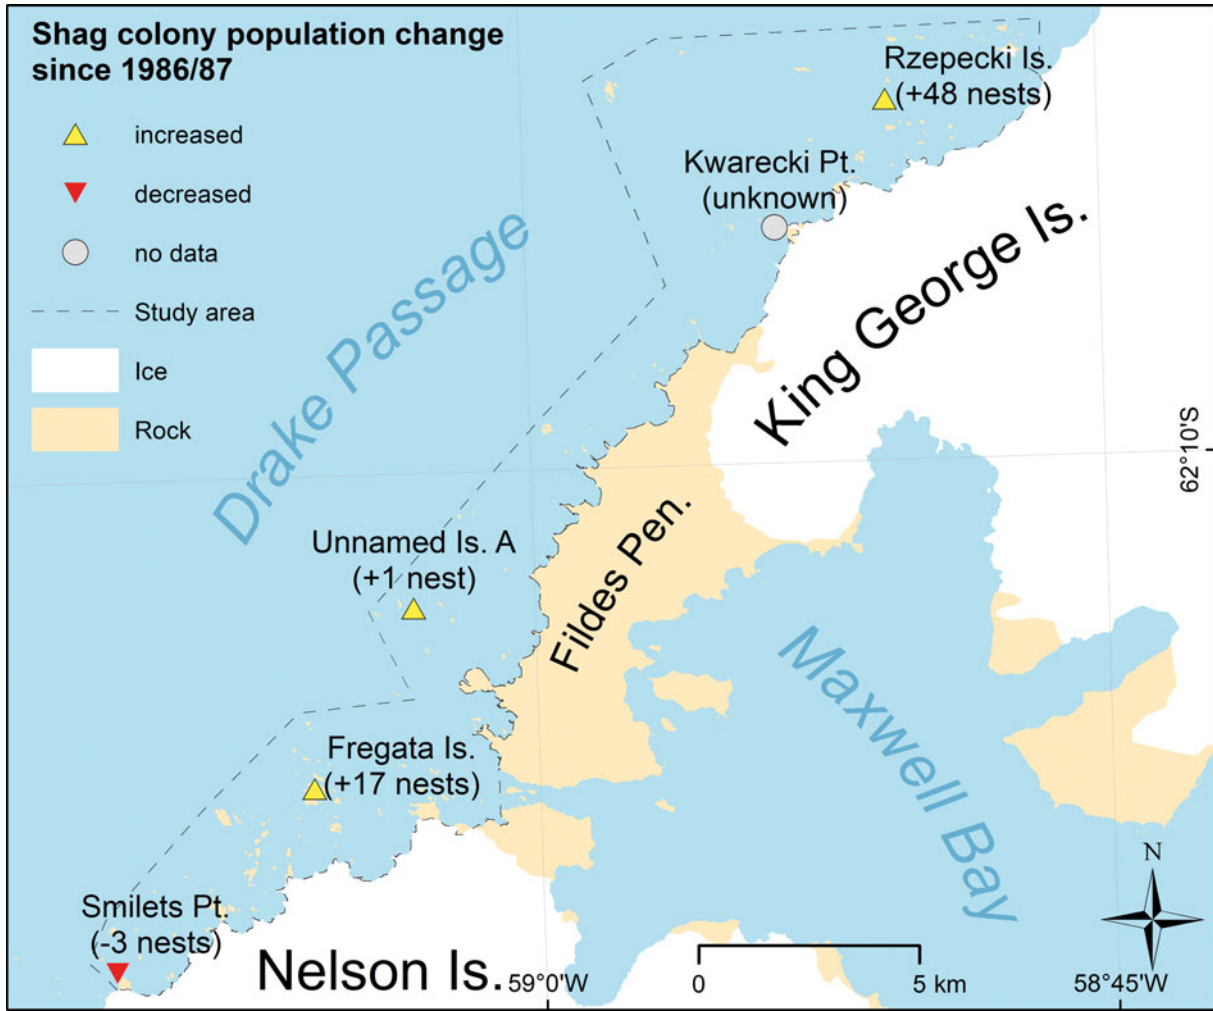 Shag colony population change
since 1986/87
increased
decreased
no data
Study area
Ice
Rock
Rzepecki Is.
(+48 nests)
Kwarecki Pt.
(unknown)
King George Is.
Drake Passage
62°10'S
Unnamed Is. A
(+1 nest)
Fildes Pen.
Maxwell Bay
Fregata Is.
(+17 nests)
Smilets Pt.
(-3 nests)
Nelson Is.
59°0'W
0
5 km
58°45'W
N